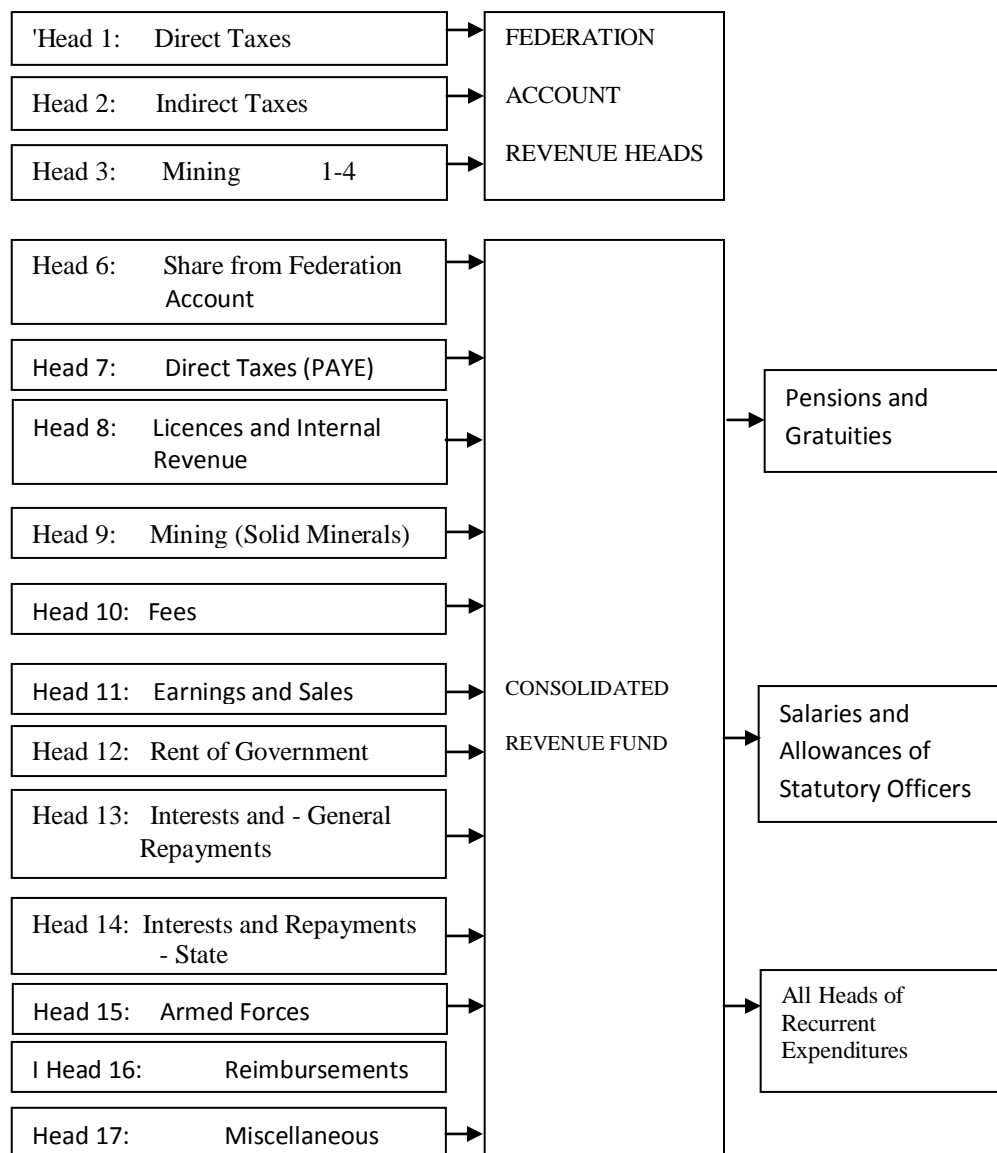 'Head 1: Direct Taxes
Head 2: Indirect Taxes
Head 3: Mining 1-4
FEDERATION
ACCOUNT
REVENUE HEADS
Head 6: Share from Federation
Account
Head 7: Direct Taxes (PAYE)
Head 8: Licences and Internal
Revenue
Head 9: Mining (Solid Minerals)
Head 10: Fees
Head 11: Earnings and Sales
Head 12: Rent of Government
Head 13: Interests and - General
Repayments
Head 14: Interests and Repayments
- State
Head 15: Armed Forces
I Head 16: Reimbursements
Head 17: Miscellaneous
CONSOLIDATED
REVENUE FUND
Pensions and
Gratuities
Salaries and
Allowances of
Statutory Officers
All Heads of
Recurrent
Expenditures